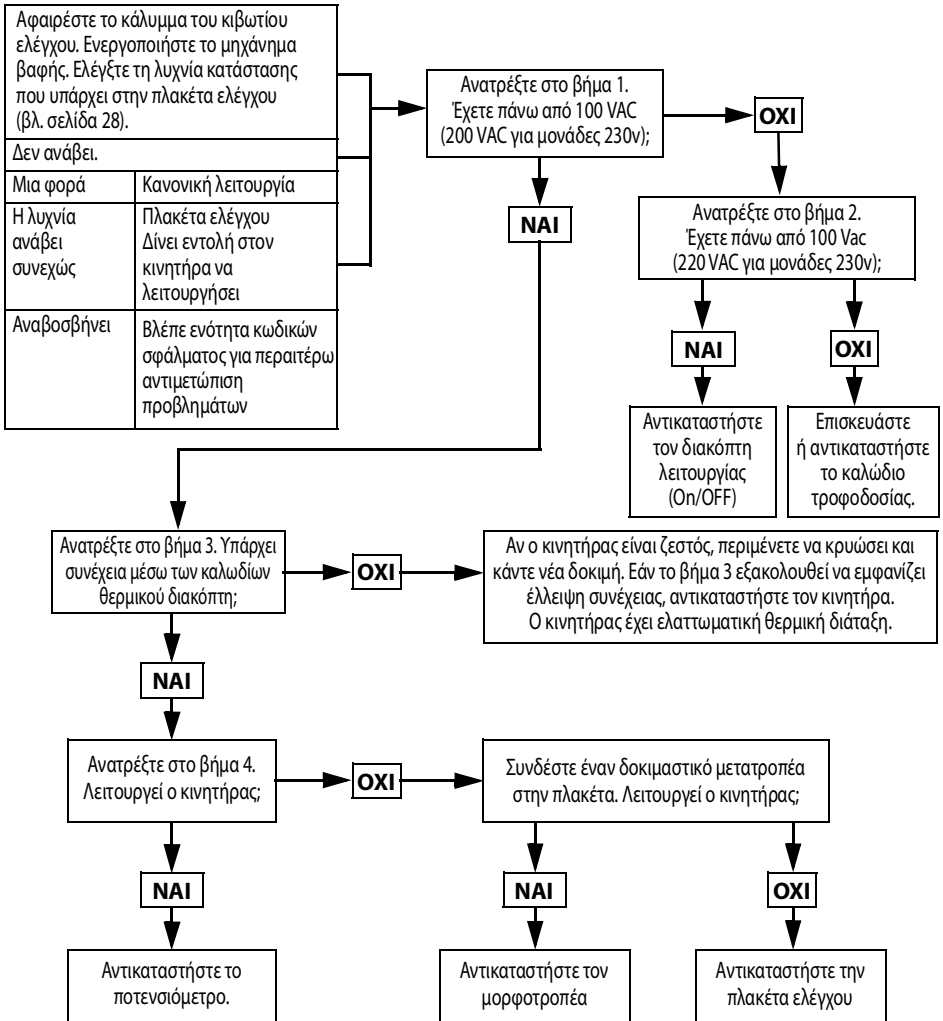 Αφαιρέστε το κάλυμμα του κιβωτίου
ελέγχου. Ενεργοποιήστε το μηχάνημα
βαφής. Ελέγξτε τη λυχνία κατάστασης
που υπάρχει στην πλακέτα ελέγχου
(βλ. σελίδα 28).
Δεν ανάβει.
Μια φορά
Κανονική λειτουργία
Η λυχνία
ανάβει
συνεχώς
Πλακέτα ελέγχου
Δίνει εντολή στον
κινητήρα να
λειτουργήσει
Αναβοσβήνει
Βλέπε ενότητα κωδικών
σφάλματος για περαιτέρω
αντιμετώπιση
προβλημάτων
Ανατρέξτε στο βήμα 1.
Έχετε πάνω από 100 VAC
(200 VAC για μονάδες 230v);
ΟΧΙ
ΝΑΙ
Ανατρέξτε στο βήμα 2.
Έχετε πάνω από 100 Vac
(220 VAC για μονάδες 230v);
ΝΑΙ
ΟΧΙ
Αντικαταστήστε
τον διακόπτη
λειτουργίας
(On/OFF)
Επισκευάστε
ή αντικαταστήστε
το καλώδιο
τροφοδοσίας.
Ανατρέξτε στο βήμα 3. Υπάρχει
συνέχεια μέσω των καλωδίων
θερμικού διακόπτη;
ΟΧΙ
Αν ο κινητήρας είναι ζεστός, περιμένετε να κρυώσει και
κάντε νέα δοκιμή. Εάν το βήμα 3 εξακολουθεί να εμφανίζει
έλλειψη συνέχειας, αντικαταστήστε τον κινητήρα.
Ο κινητήρας έχει ελαττωματική θερμική διάταξη.
ΝΑΙ
Ανατρέξτε στο βήμα 4.
Λειτουργεί ο κινητήρας;
ΟΧΙ
Συνδέστε έναν δοκιμαστικό μετατροπέα
στην πλακέτα. Λειτουργεί ο κινητήρας;
ΝΑΙ
ΝΑΙ
ΟΧΙ
Αντικαταστήστε το
ποτενσιόμετρο.
Αντικαταστήστε τον
μορφοτροπέα
Αντικαταστήστε την
πλακέτα ελέγχου